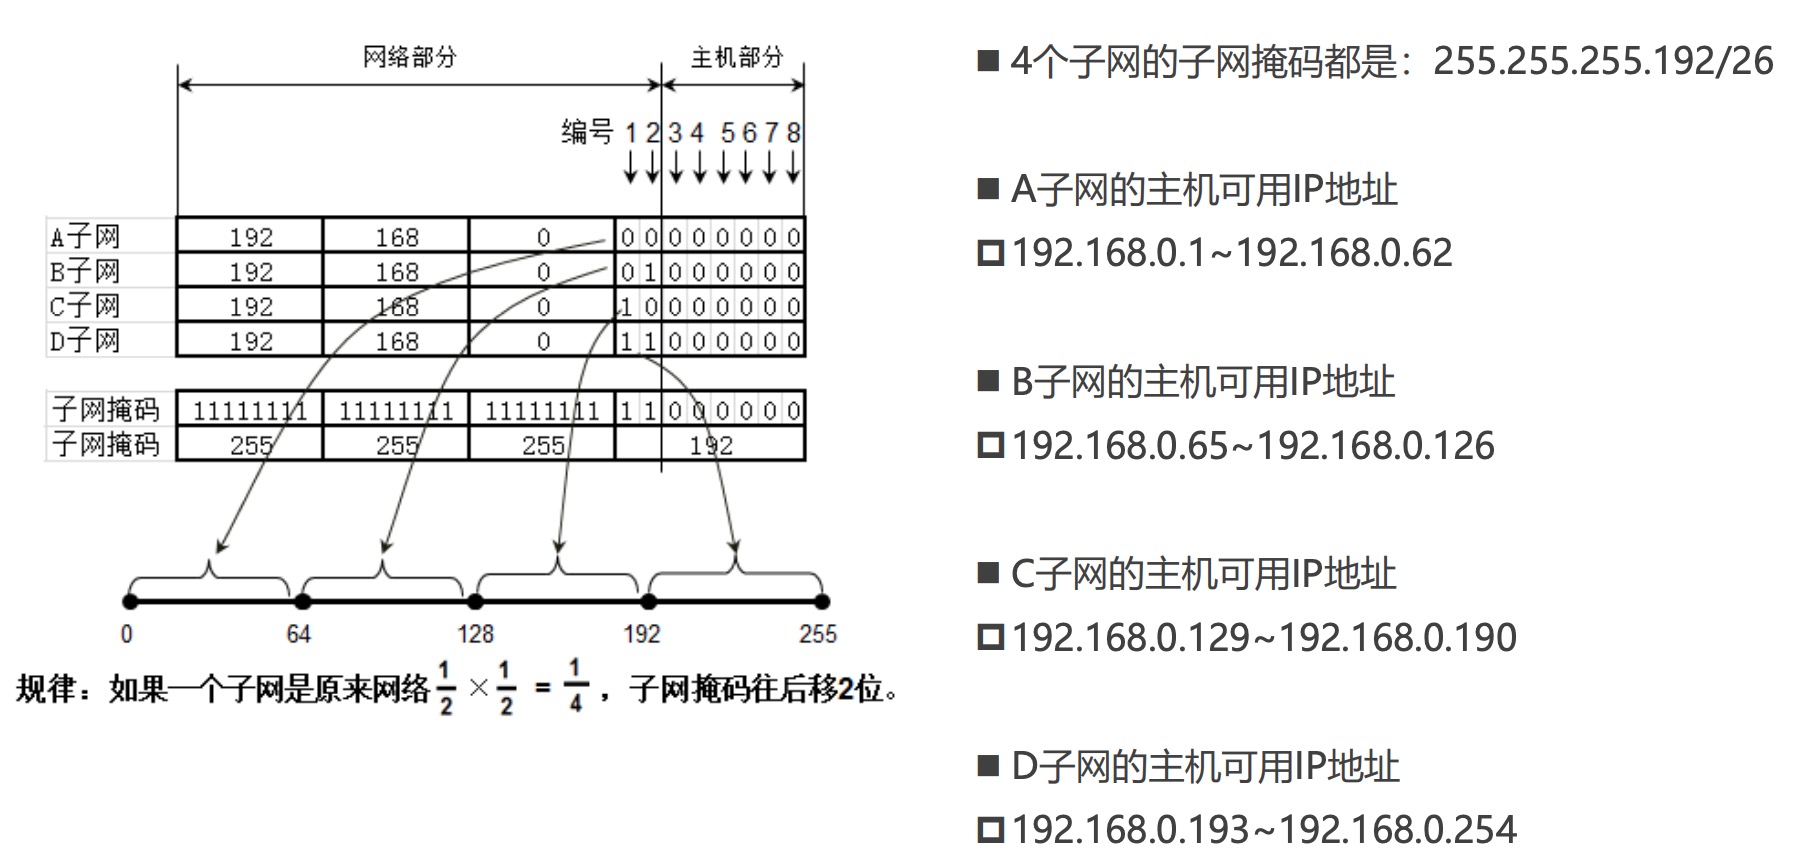 网络部分 主机部分
编号 1 2 3 4 5 6 7 8
A子网 192 168 0 0 0 0 0 0 0 0 0
B子网 192 168 0 0 1 0 0 0 0 0 0
C子网 192 168 0 1 0 0 0 0 0 0 0
D子网 192 168 0 1 1 0 0 0 0 0 0
子网掩码 11111111 11111111 11111111 1 1 0 0 0 0 0 0
子网掩码 255 255 255 192
0 64 128 192 255
规律：如果一个子网是原来网络1/2 × 1/2 = 1/4，子网掩码往后移2位。
4个子网的子网掩码都是：255.255.255.192/26
A子网的主机可用IP地址
192.168.0.1~192.168.0.62
B子网的主机可用IP地址
192.168.0.65~192.168.0.126
C子网的主机可用IP地址
192.168.0.129~192.168.0.190
D子网的主机可用IP地址
192.168.0.193~192.168.0.254